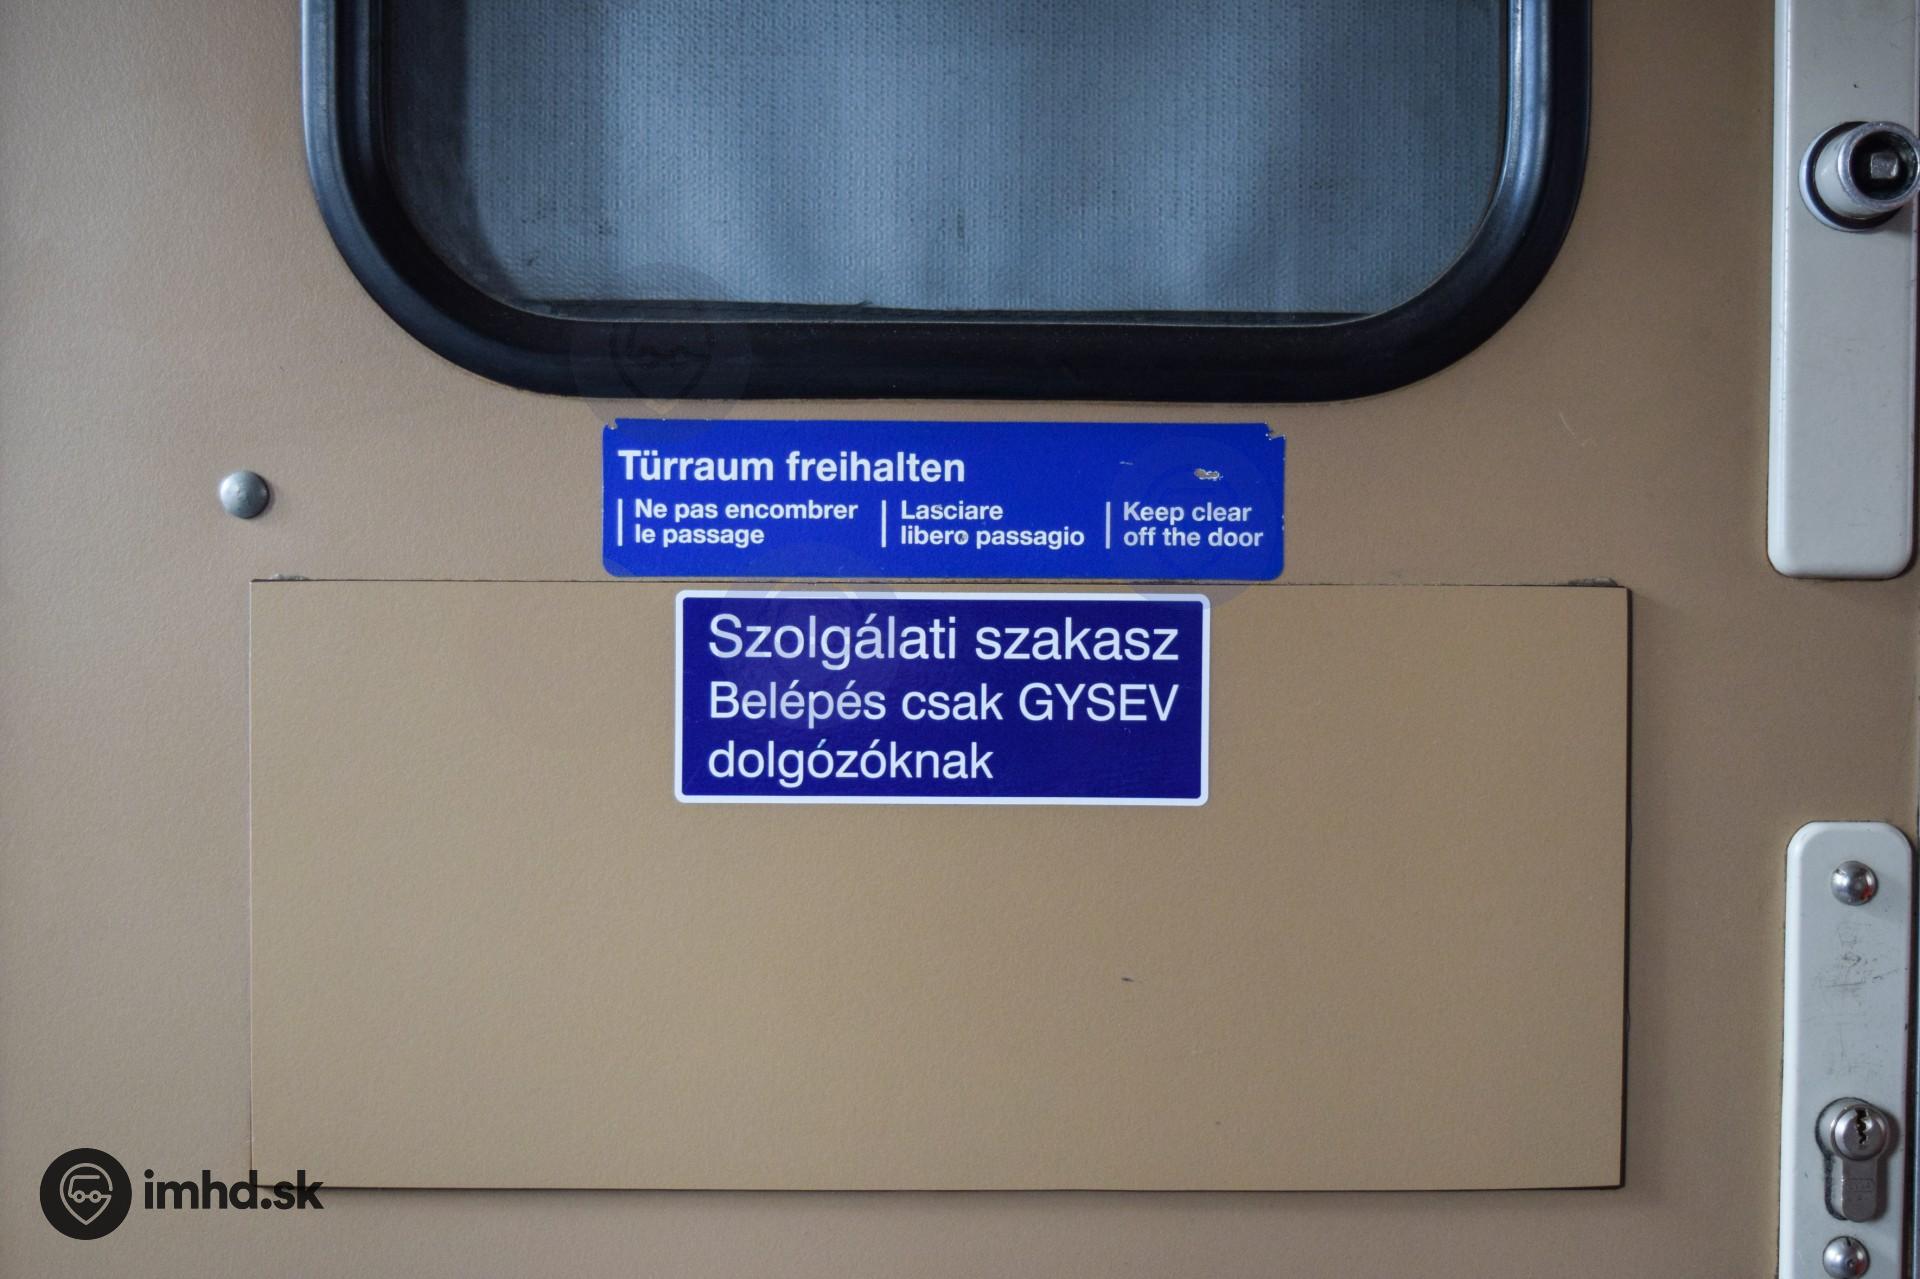 Türraum freihalten
Ne pas encombrer
le passage
Lasciare
libero passagio
Keep clear
off the door
Szolgálati szakasz
Belépés csak GYSEV
dolgózóknak
imhd.sk